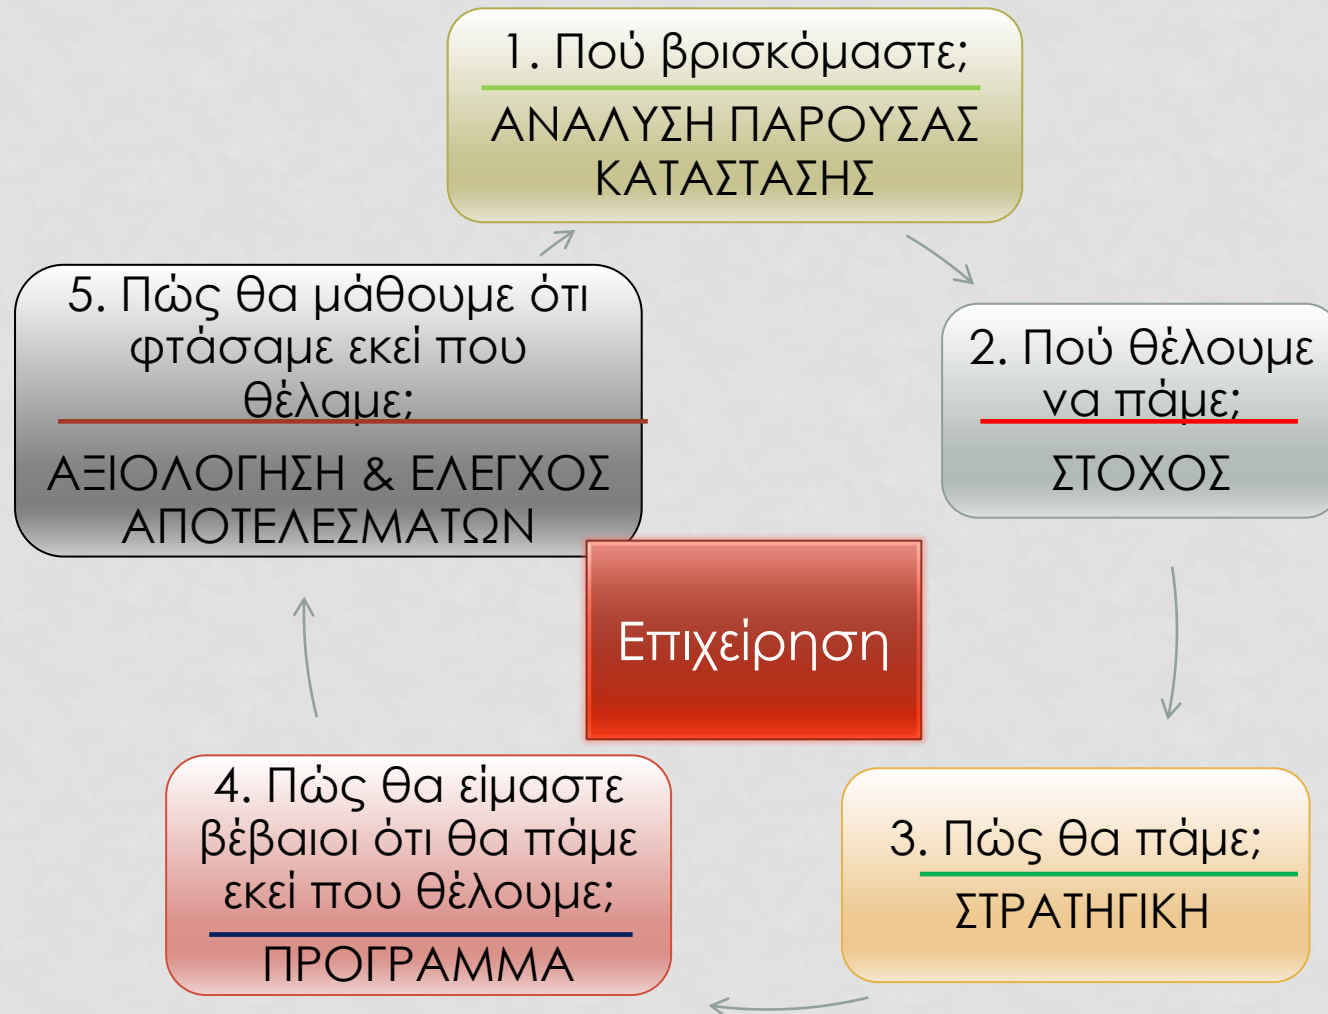 1. Πού βρισκόμαστε;
ΑΝΑΛΥΣΗ ΠΑΡΟΥΣΑΣ
ΚΑΤΑΣΤΑΣΗΣ
2. Πού θέλουμε
να πάμε;
ΣΤΟΧΟΣ
3. Πώς θα πάμε;
ΣΤΡΑΤΗΓΙΚΗ
4. Πώς θα είμαστε
βέβαιοι ότι θα πάμε
εκεί που θέλουμε;
ΠΡΟΓΡΑΜΜΑ
5. Πώς θα μάθουμε ότι
φτάσαμε εκεί που
θέλαμε;
ΑΞΙΟΛΟΓΗΣΗ & ΕΛΕΓΧΟΣ
ΑΠΟΤΕΛΕΣΜΑΤΩΝ
Επιχείρηση